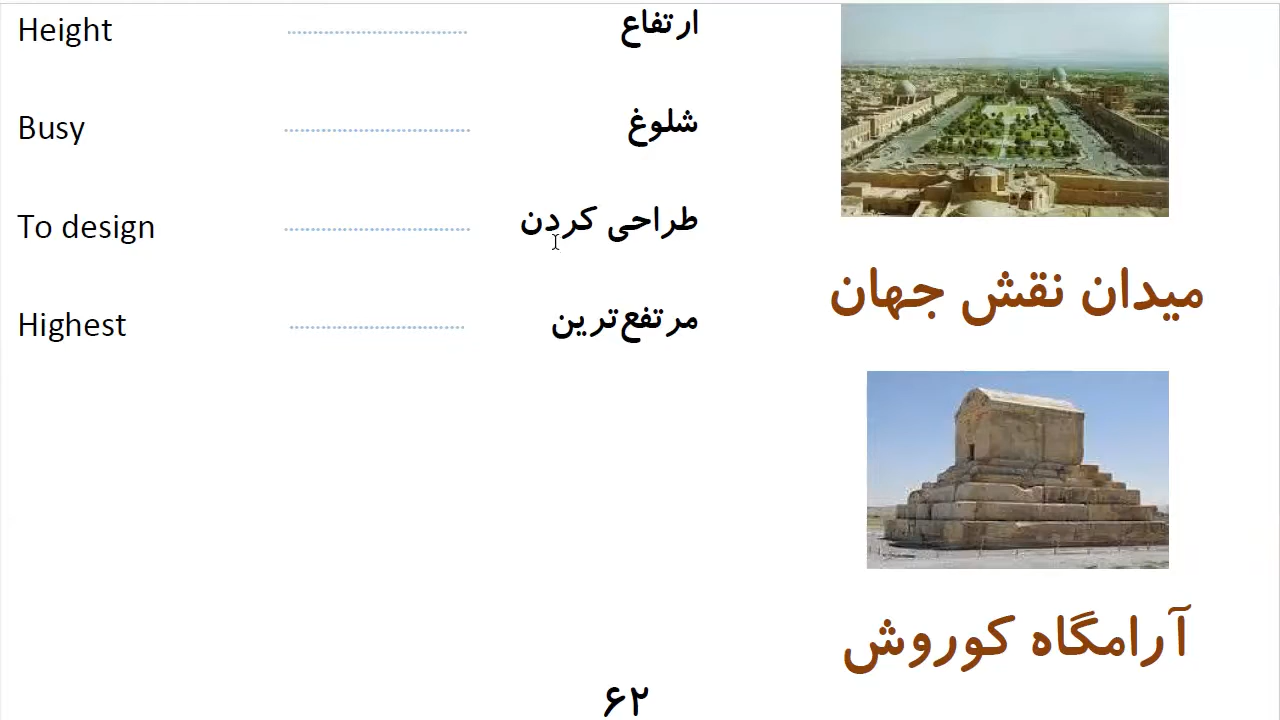 Height ........................................ ارتفاع
Busy ......................................... شلوغ
To design ......................................... طراحی کردن
Highest ....................................... مرتفع‌ترین
میدان نقش جهان
آرامگاه کوروش
۶۲